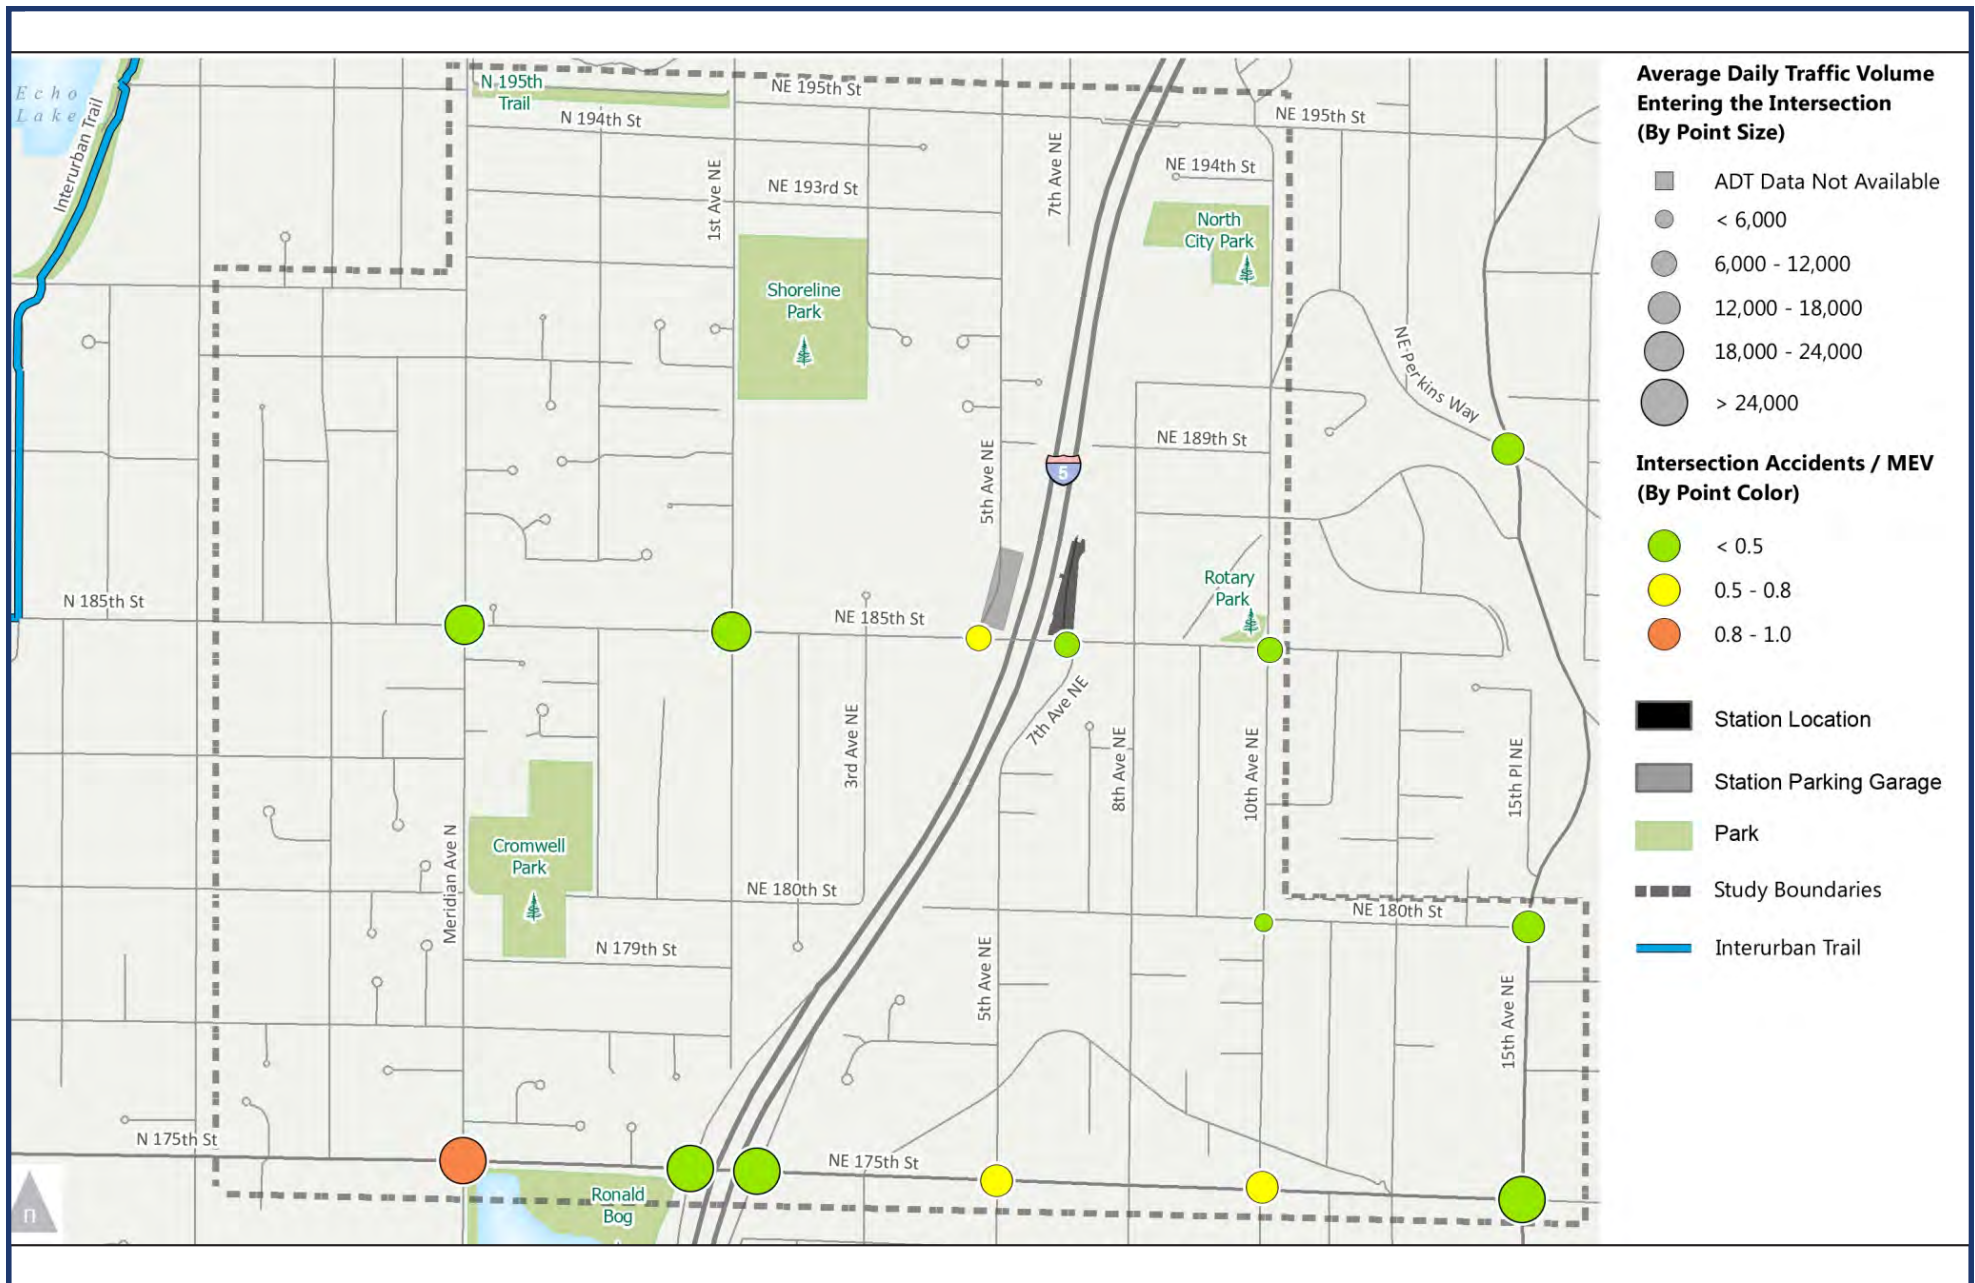 Echo
Lake
Interurban Trail
N 195th
Trail
NE 195th St
NE 195th St
N 194th St
NE 194th St
1st Ave NE
NE 193rd St
7th Ave NE
North
City Park
Shoreline
Park
NE Perkins Way
NE 189th St
5th Ave NE
5
Rotary
Park
N 185th St
NE 185th St
7th Ave NE
3rd Ave NE
8th Ave NE
10th Ave NE
15th Pl NE
Meridian Ave N
Cromwell
Park
NE 180th St
NE 180th St
N 179th St
5th Ave NE
15th Ave NE
N 175th St
NE 175th St
Ronald
Bog
n
Average Daily Traffic Volume
Entering the Intersection
(By Point Size)
ADT Data Not Available
< 6,000
6,000 - 12,000
12,000 - 18,000
18,000 - 24,000
> 24,000
Intersection Accidents / MEV
(By Point Color)
< 0.5
0.5 - 0.8
0.8 - 1.0
Station Location
Station Parking Garage
Park
Study Boundaries
Interurban Trail